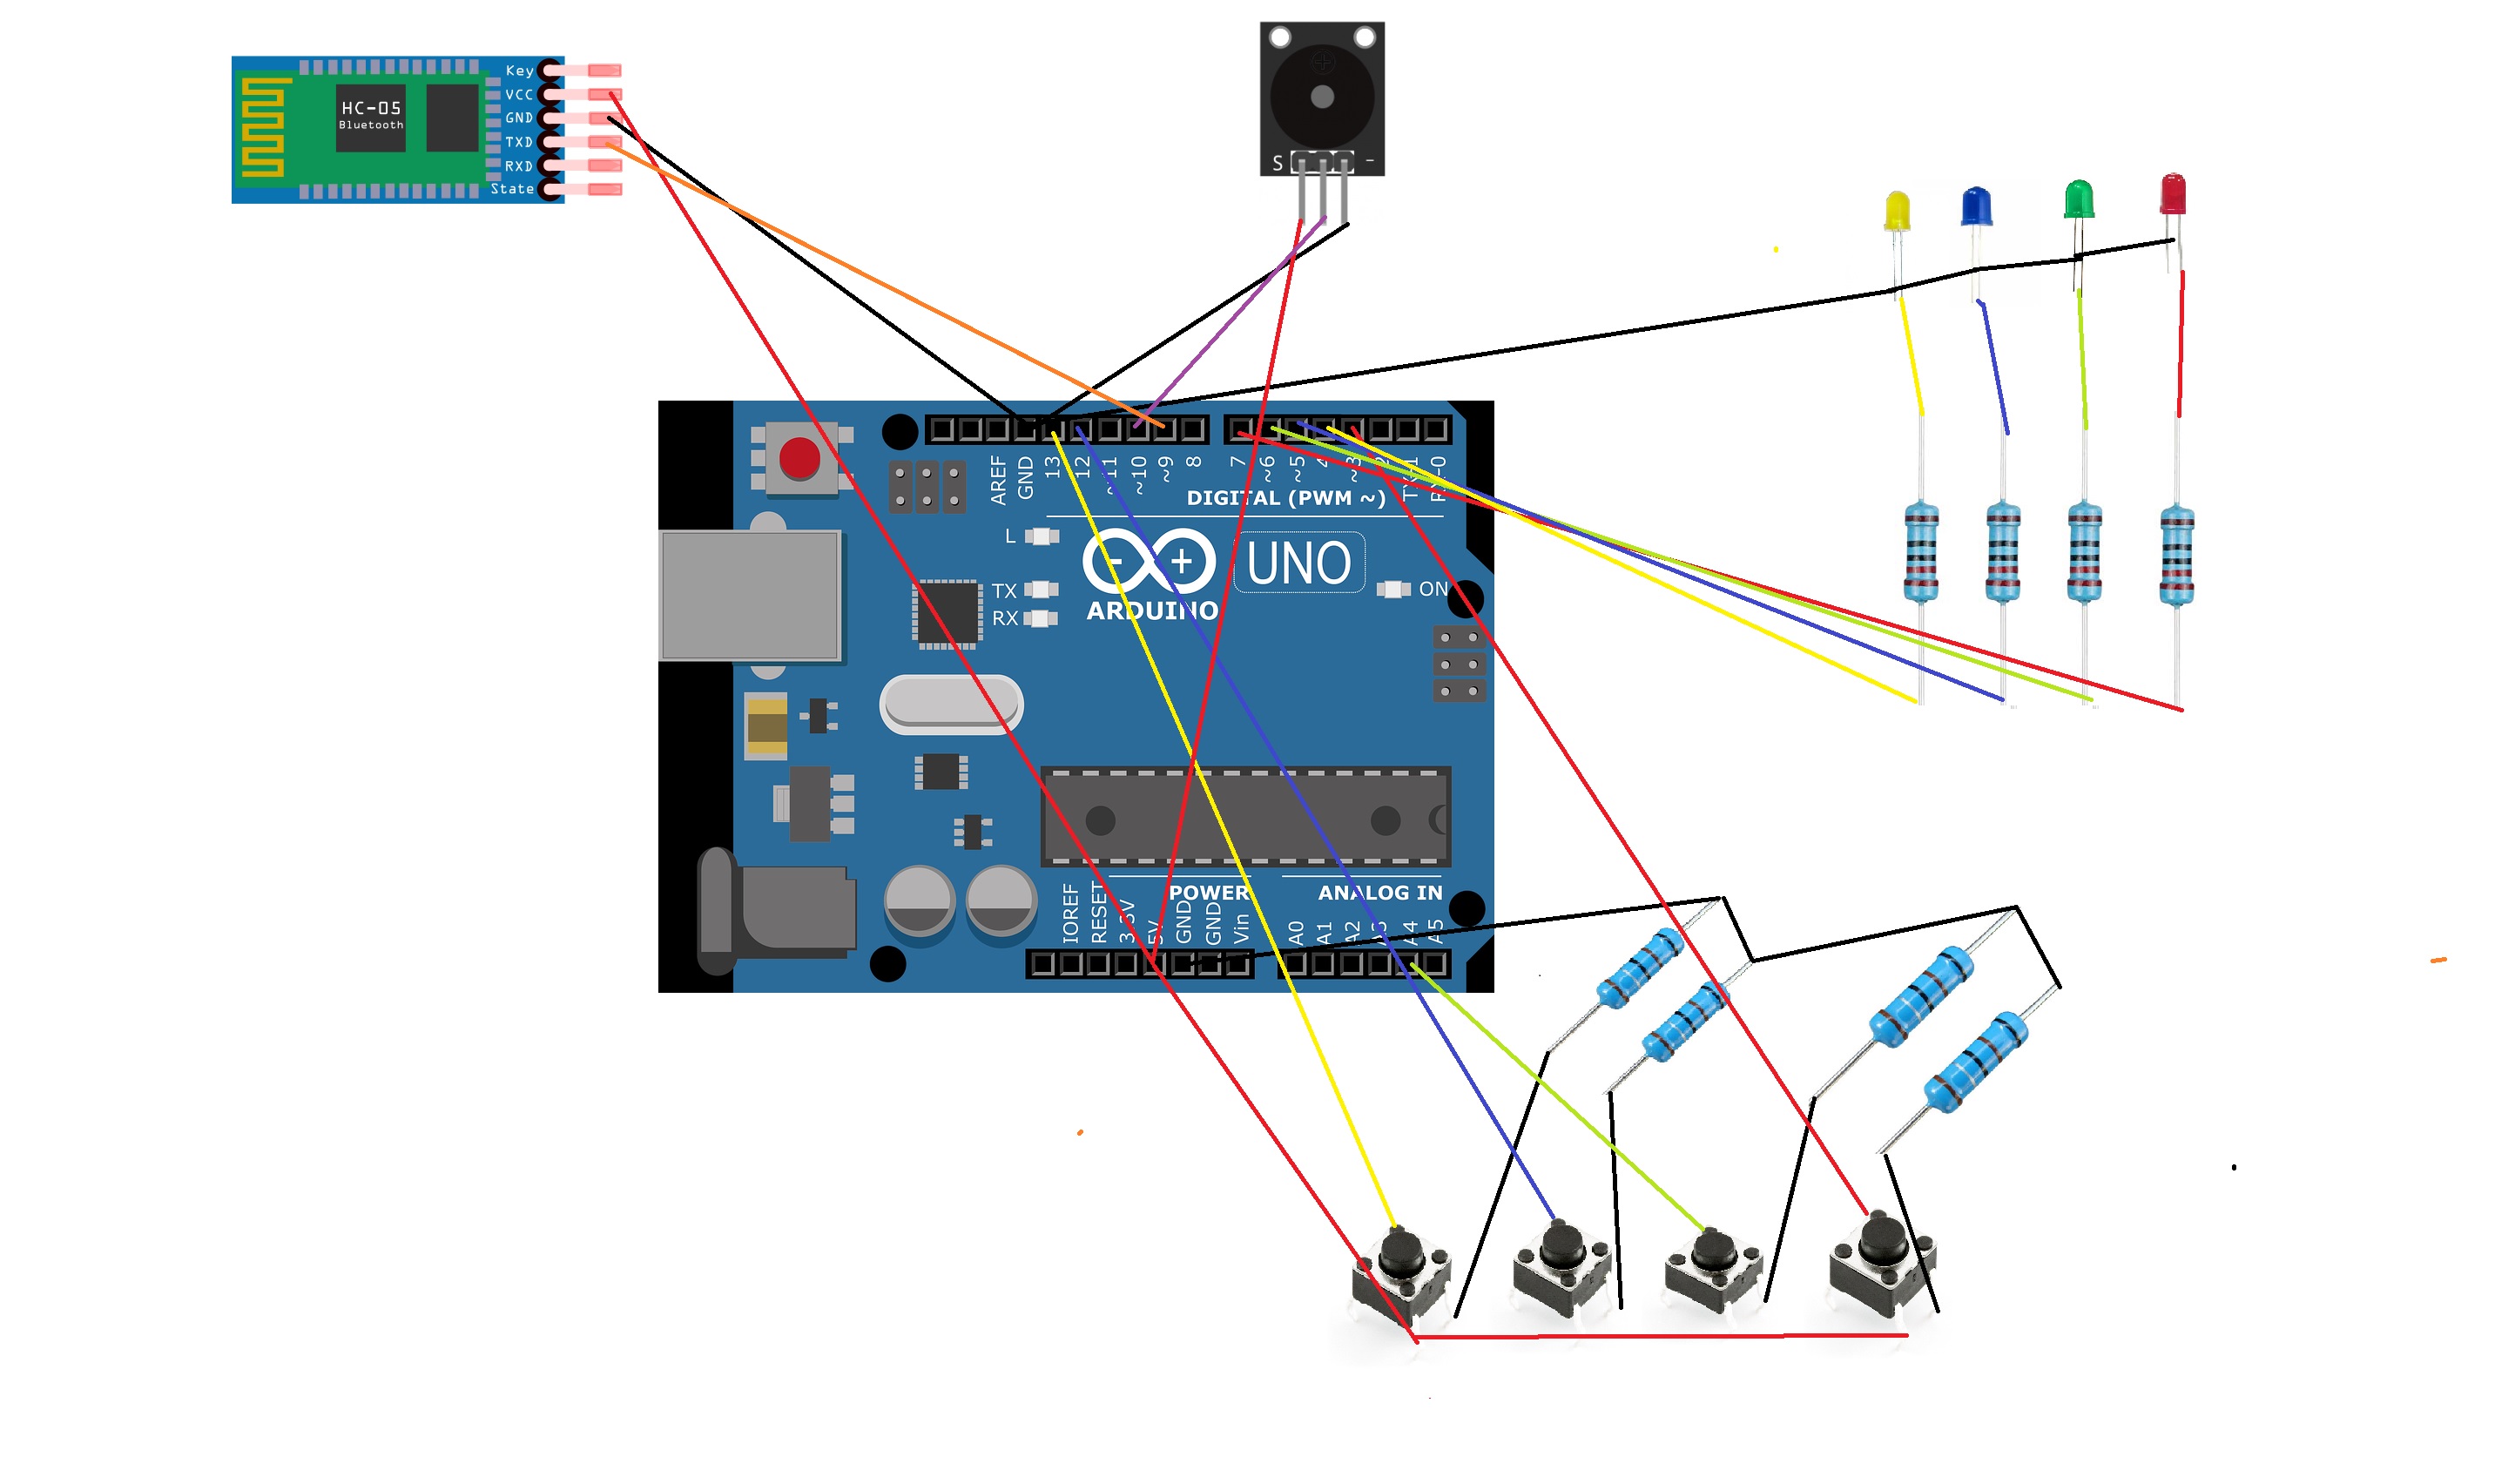 Key
VCC
GND
TXD
RXD
State
HC-05
Bluetooth
S
-
AREF
GND
13
12
~11
~10
~9
8
7
~6
~5
4
~3
2
TX-1
RX-0
DIGITAL (PWM ~)
L
TX
RX
UNO
ARDUINO
ON
POWER
ANALOG IN
IOREF
RESET
3.3V
5V
GND
GND
Vin
A0
A1
A2
A3
A4
A5